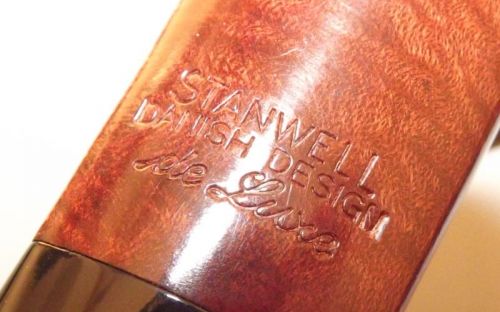 STANWELL
DANISH DESIGN
de Luxe